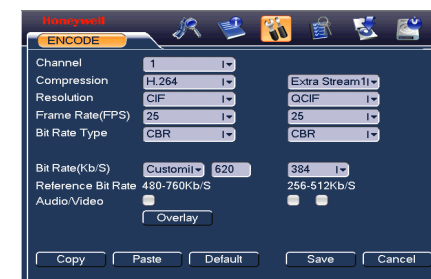 Honeywell
ENCODE
Channel 1
Compression H.264 Extra Stream1
Resolution CIF QCIF
Frame Rate(FPS) 25 25
Bit Rate Type CBR CBR
Bit Rate(Kb/S) Customi 620 384
Reference Bit Rate 480-760Kb/S 256-512Kb/S
Audio/Video
Overlay
Copy Paste Default Save Cancel